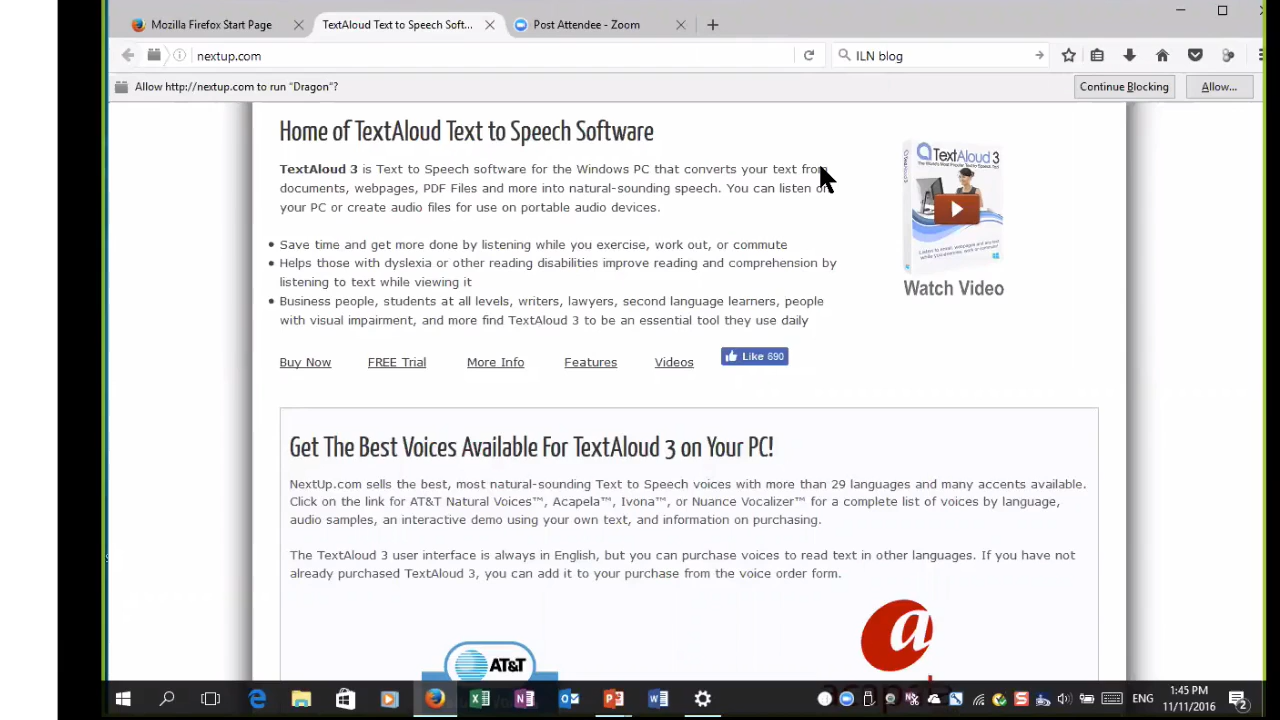 Mozilla Firefox Start Page
TextAloud Text to Speech Soft...
Post Attendee - Zoom
nextup.com
ILN blog
Allow http://nextup.com to run "Dragon"?
Continue Blocking
Allow...
Home of TextAloud Text to Speech Software
TextAloud 3 is Text to Speech software for the Windows PC that converts your text from
documents, webpages, PDF Files and more into natural-sounding speech. You can listen on
your PC or create audio files for use on portable audio devices.
Save time and get more done by listening while you exercise, work out, or commute
Helps those with dyslexia or other reading disabilities improve reading and comprehension by
listening to text while viewing it
Business people, students at all levels, writers, lawyers, second language learners, people
with visual impairment, and more find TextAloud 3 to be an essential tool they use daily
TextAloud 3
Watch Video
Buy Now
FREE Trial
More Info
Features
Videos
Like 690
Get The Best Voices Available For TextAloud 3 on Your PC!
NextUp.com sells the best, most natural-sounding Text to Speech voices with more than 29 languages and many accents available.
Click on the link for AT&T Natural Voices™, Acapela™, Ivona™, or Nuance Vocalizer™ for a complete list of voices by language,
audio samples, an interactive demo using your own text, and information on purchasing.
The TextAloud 3 user interface is always in English, but you can purchase voices to read text in other languages. If you have not
already purchased TextAloud 3, you can add it to your purchase from the voice order form.
AT&T
a
ENG
1:45 PM
11/11/2016
2